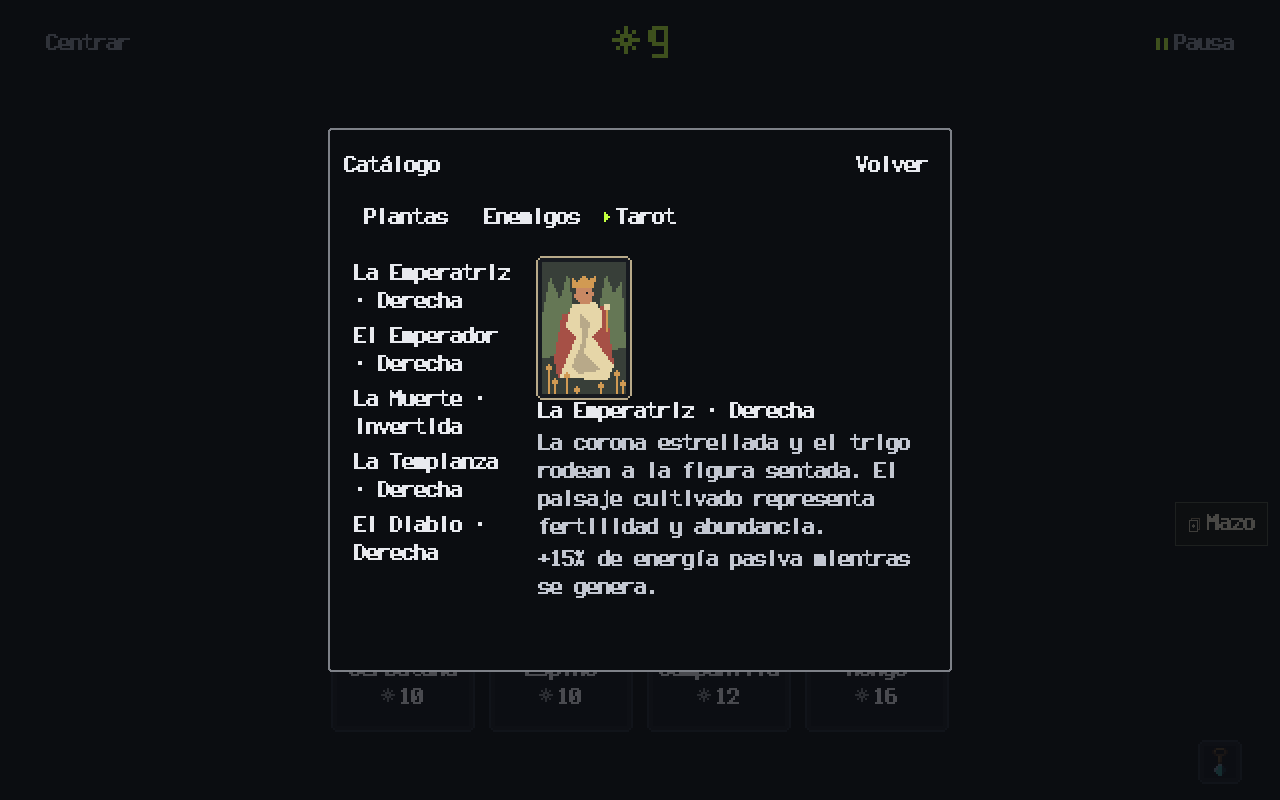 Centrar
9
Pausa
Catálogo
Volver
Plantas Enemigos Tarot
La Emperatriz
· Derecha
El Emperador
· Derecha
La Muerte ·
Invertida
La Templanza
· Derecha
El Diablo ·
Derecha
La Emperatriz · Derecha
La corona estrellada y el trigo
rodean a la figura sentada. El
paisaje cultivado representa
fertilidad y abundancia.
+15% de energía pasiva mientras
se genera.
Mazo
10
10
12
16